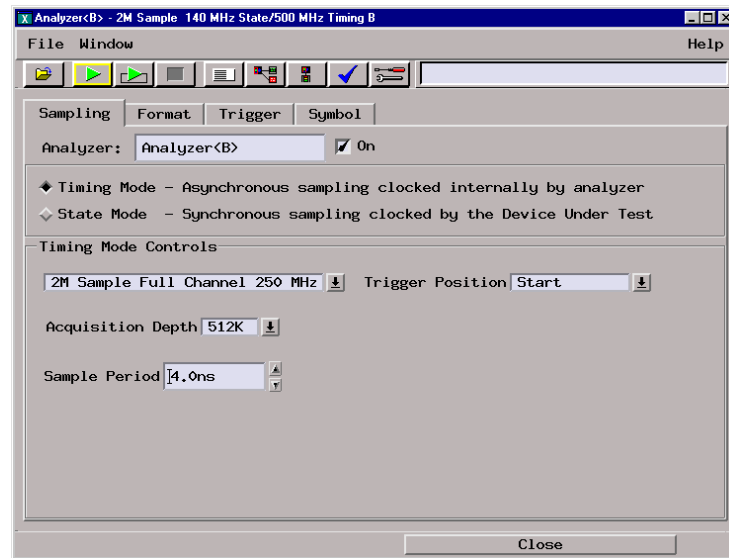 Analyzer<B> - 2M Sample 140 MHz State/500 MHz Timing B
File Window Help
Sampling Format Trigger Symbol
Analyzer: Analyzer<B> On
Timing Mode - Asynchronous sampling clocked internally by analyzer
State Mode - Synchronous sampling clocked by the Device Under Test
Timing Mode Controls
2M Sample Full Channel 250 MHz Trigger Position Start
Acquisition Depth 512K
Sample Period 4.0ns
Close